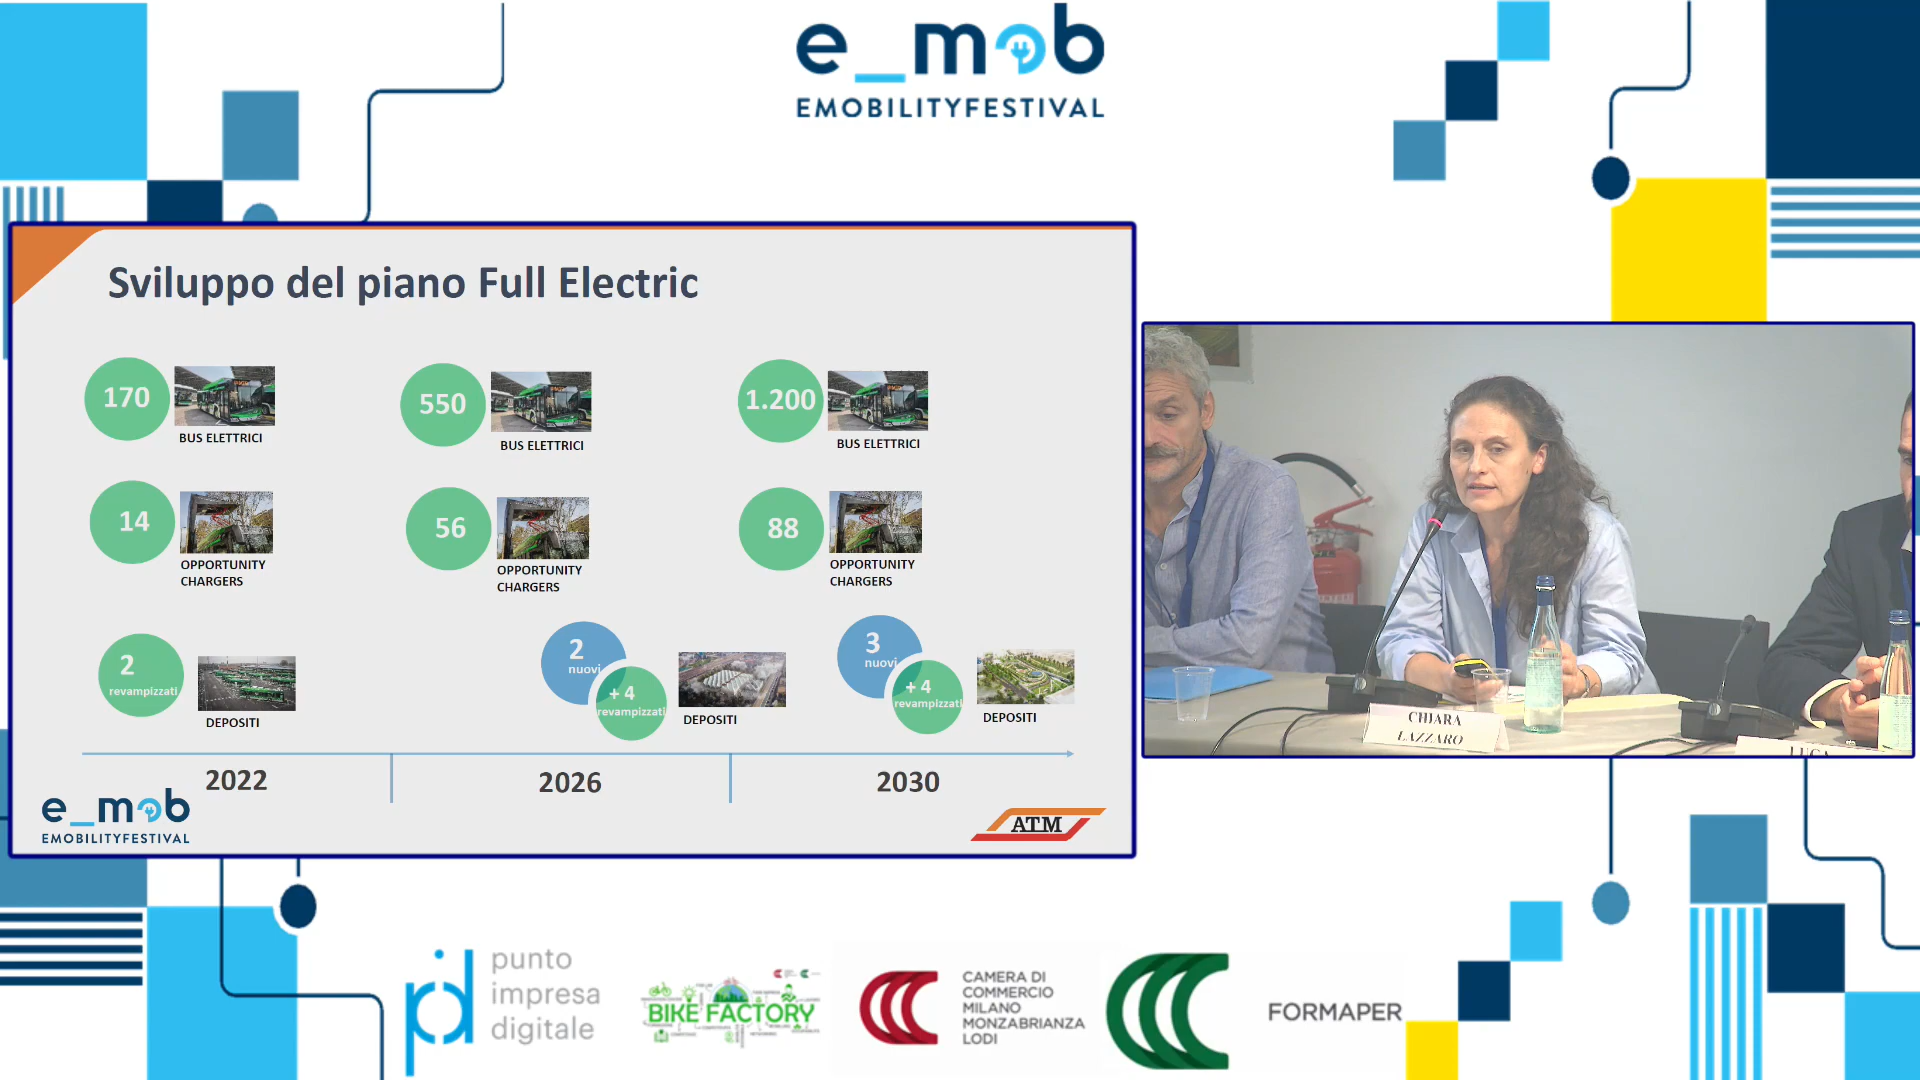 e_mob
EMOBILITYFESTIVAL
Sviluppo del piano Full Electric
170
BUS ELETTRICI
550
BUS ELETTRICI
1.200
BUS ELETTRICI
14
OPPORTUNITY
CHARGERS
56
OPPORTUNITY
CHARGERS
88
OPPORTUNITY
CHARGERS
2
revampizzati
DEPOSITI
2
nuovi
+ 4
revampizzati
DEPOSITI
3
nuovi
+ 4
revampizzati
DEPOSITI
2022
2026
2030
e_mob
EMOBILITYFESTIVAL
ATM
CHIARA
LAZZARO
LUCA
punto
impresa
digitale
BIKE FACTORY
CAMERA DI
COMMERCIO
MILANO
MONZABRIANZA
LODI
FORMAPER